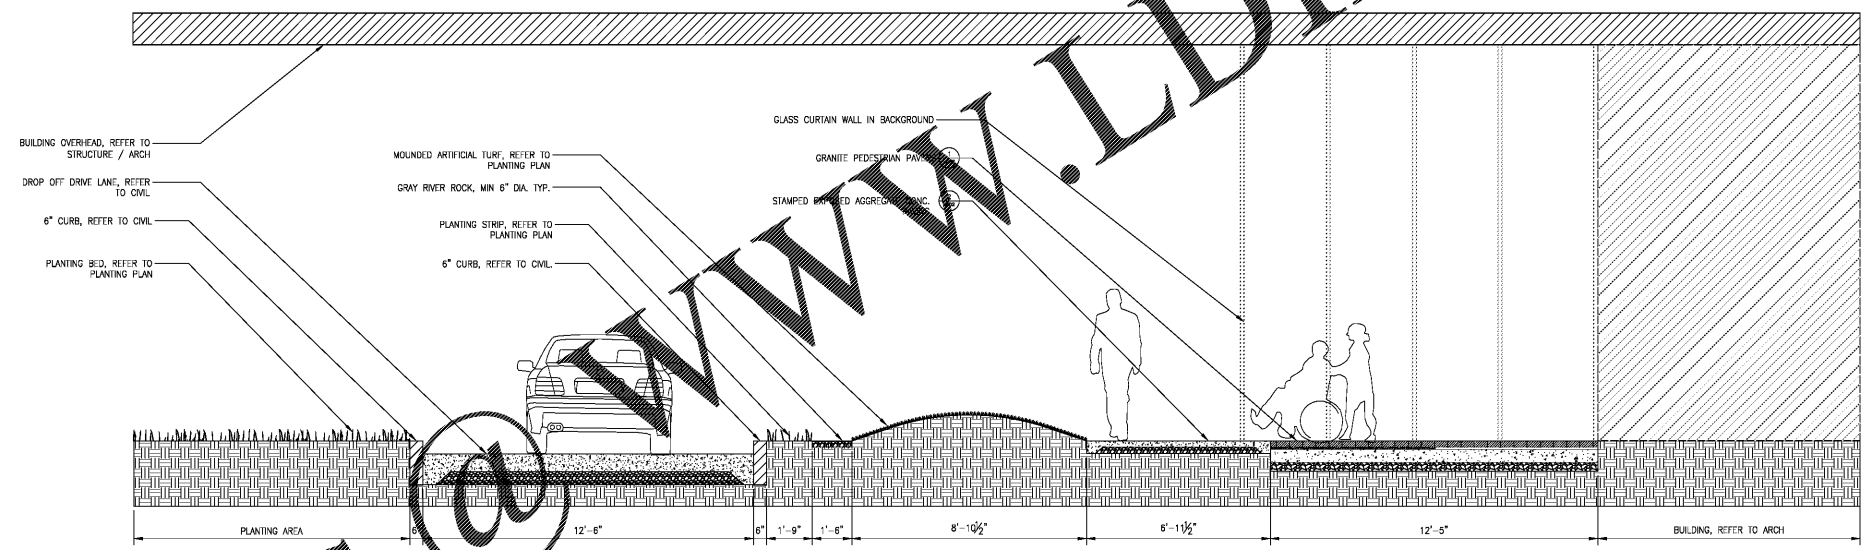 BUILDING OVERHEAD, REFER TO
STRUCTURE / ARCH
DROP OFF DRIVE LANE, REFER
TO CIVIL
6" CURB, REFER TO CIVIL
PLANTING BED, REFER TO
PLANTING PLAN
MOUNDED ARTIFICIAL TURF, REFER TO
PLANTING PLAN
GRAY RIVER ROCK, MIN 6" DIA. TYP.
PLANTING STRIP, REFER TO
PLANTING PLAN
6" CURB, REFER TO CIVIL.
GLASS CURTAIN WALL IN BACKGROUND
GRANITE PEDESTRIAN
STAMPED EXPOSED CONC.
@ WWW.LD
PLANTING AREA
6"
12'-6"
6"
1'-9"
1'-6"
8'-10½"
6'-11½"
12'-5"
BUILDING, REFER TO ARCH